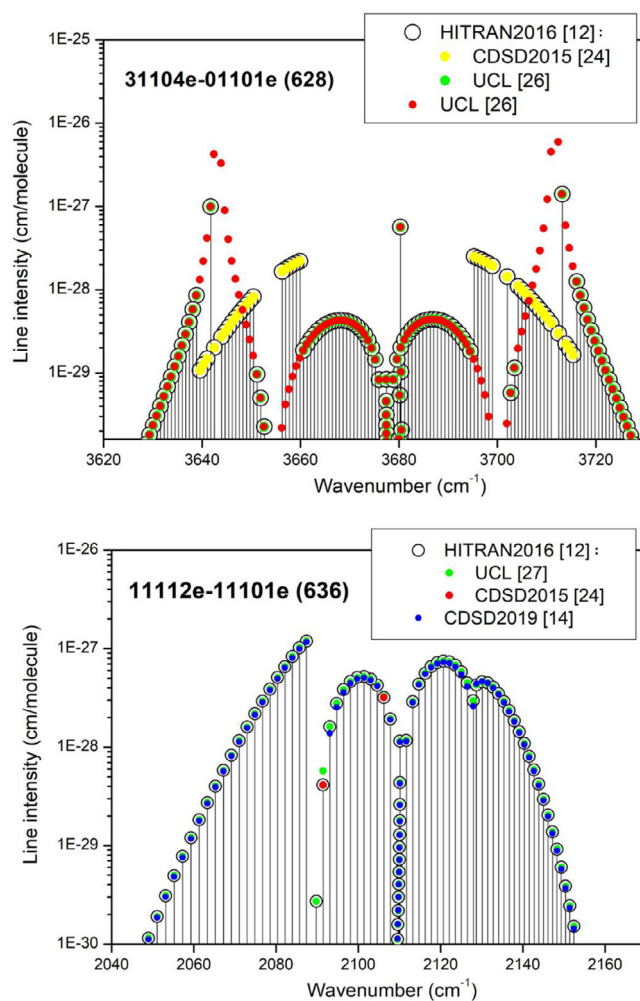 1E-25
1E-26
1E-27
1E-28
1E-29
Line intensity (cm/molecule)
31104e-01101e (628)
HITRAN2016 [12]:
CDSD2015 [24]
UCL [26]
UCL [26]
3620 3640 3660 3680 3700 3720
Wavenumber (cm-1)
1E-26
1E-27
1E-28
1E-29
1E-30
Line intensity (cm/molecule)
11112e-11101e (636)
HITRAN2016 [12]:
UCL [27]
CDSD2015 [24]
CDSD2019 [14]
2040 2060 2080 2100 2120 2140 2160
Wavenumber (cm-1)